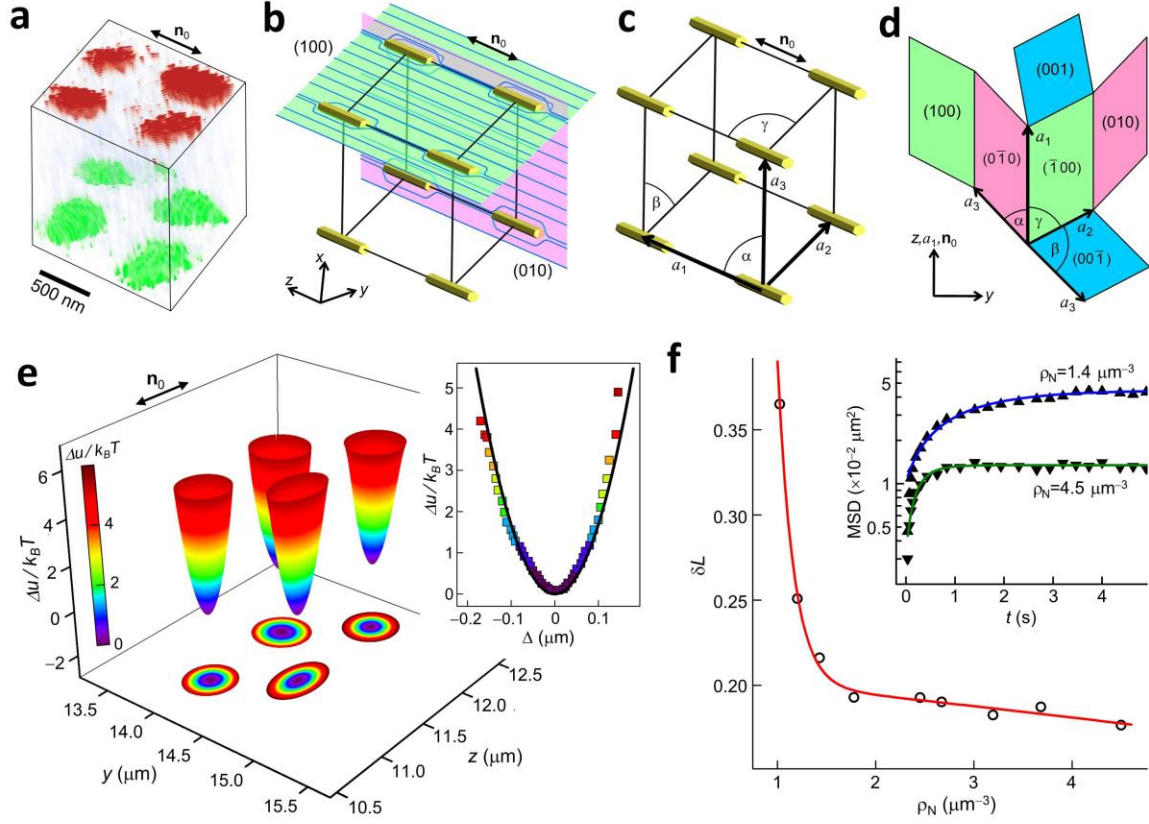 a
n₀
500 nm
b
n₀
(100)
(010)
x
z
y
c
n₀
γ
a₃
β
α
a₁
a₂
d
(001)
(100)
(010)
a₁
(01̄0)
(1̄00)
a₃
α
γ
a₂
β
(001̄)
a₃
z,a₁,n₀
y
e
n₀
Δu/k_BT
6
4
2
0
−2
Δu/k_BT
4
2
0
13.5
14.0
14.5
15.0
15.5
y (μm)
10.5
11.0
11.5
12.0
12.5
z (μm)
Δu/k_BT
5
4
3
2
1
0
−0.2
−0.1
0
0.1
Δ (μm)
f
δL
0.35
0.30
0.25
0.20
1
2
3
4
ρN (μm⁻³)
MSD (×10⁻² μm²)
5
1
0.5
ρN=1.4 μm⁻³
ρN=4.5 μm⁻³
0
1
2
3
4
t (s)